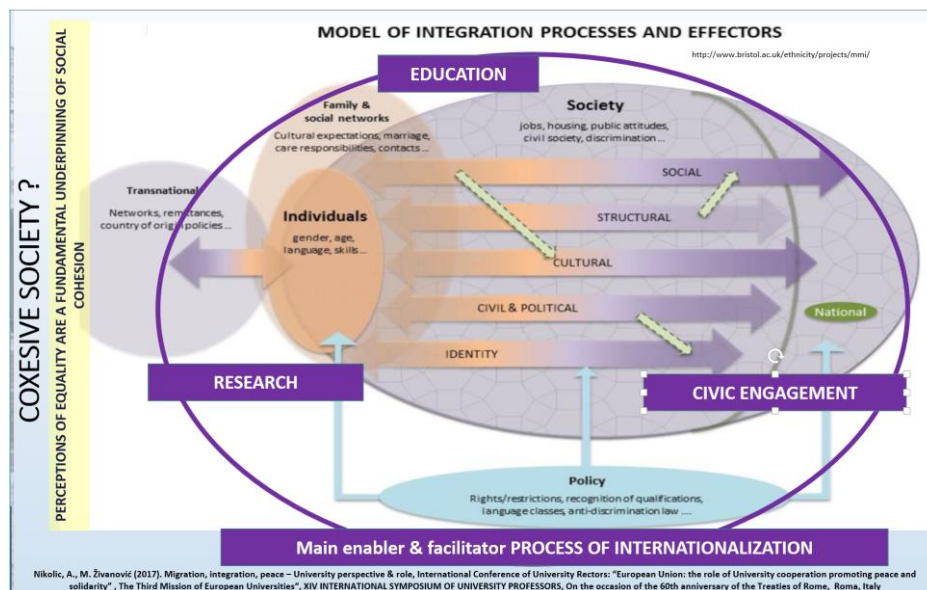 MODEL OF INTEGRATION PROCESSES AND EFFECTORS
http://www.bristol.ac.uk/ethnicity/projects/mmi/
EDUCATION
COXESIVE SOCIETY ?
PERCEPTIONS OF EQUALITY ARE A FUNDAMENTAL UNDERPINNING OF SOCIAL
COHESION
Family &
social networks
Cultural expectations, marriage,
care responsibilities, contacts ...
Society
jobs, housing, public attitudes,
civil society, discrimination ...
Transnational
Networks, remittances,
country of origin policies ...
Individuals
gender, age,
language, skills ...
SOCIAL
STRUCTURAL
CULTURAL
CIVIL & POLITICAL
IDENTITY
National
RESEARCH
CIVIC ENGAGEMENT
Policy
Rights/restrictions, recognition of qualifications,
language classes, anti-discrimination law ....
Main enabler & facilitator PROCESS OF INTERNATIONALIZATION
Nikolic, A., M. Živanović (2017). Migration, integration, peace – University perspective & role, International Conference of University Rectors: "European Union: the role of University cooperation promoting peace and
solidarity" , The Third Mission of European Universities", XIV INTERNATIONAL SYMPOSIUM OF UNIVERSITY PROFESSORS, On the occasion of the 60th anniversary of the Treaties of Rome, Roma, Italy